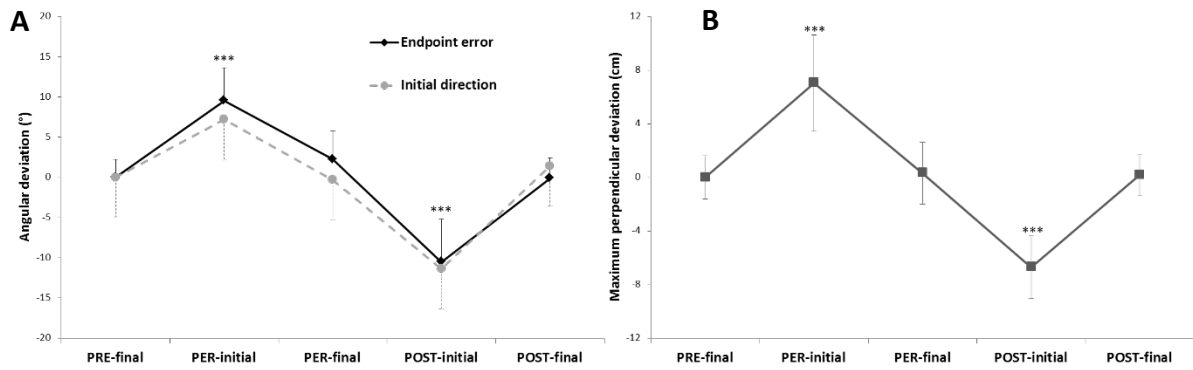 A
Angular deviation (°)
20
15
10
5
0
-5
-10
-15
-20
***
***
Endpoint error
Initial direction
PRE-final PER-initial PER-final POST-initial POST-final
B
Maximum perpendicular deviation (cm)
12
8
4
0
-4
-8
-12
***
***
PRE-final PER-initial PER-final POST-initial POST-final